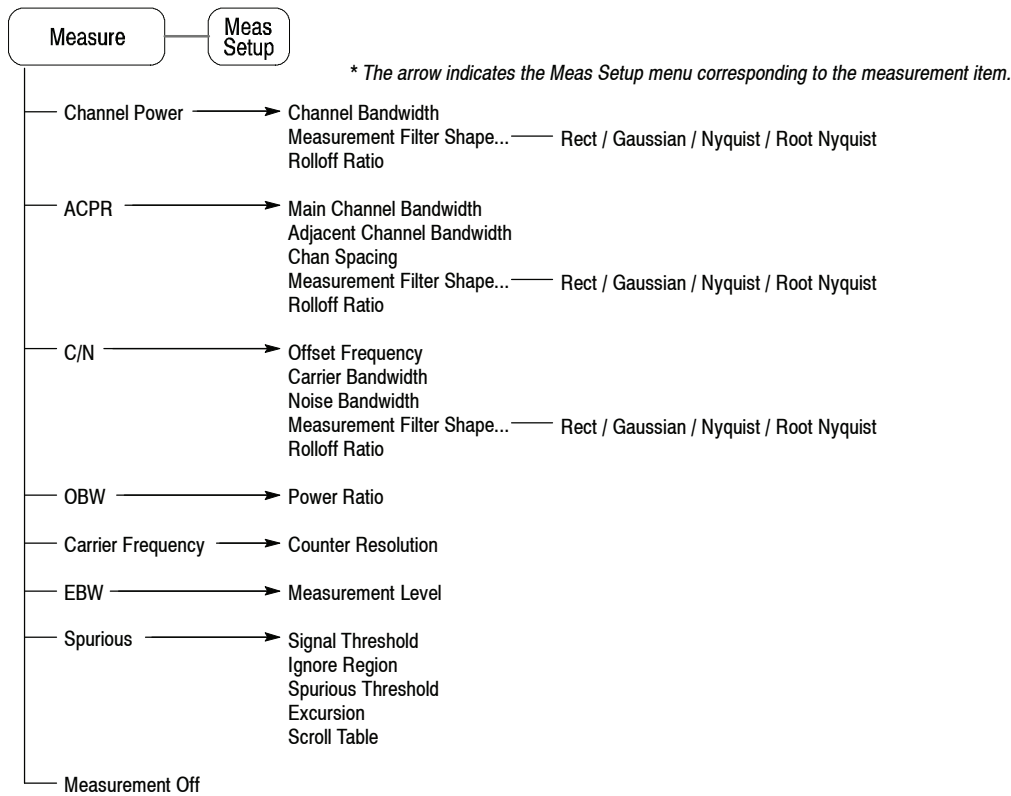 Measure
Meas
Setup
* The arrow indicates the Meas Setup menu corresponding to the measurement item.
Channel Power
Channel Bandwidth
Measurement Filter Shape... Rect / Gaussian / Nyquist / Root Nyquist
Rolloff Ratio
ACPR
Main Channel Bandwidth
Adjacent Channel Bandwidth
Chan Spacing
Measurement Filter Shape... Rect / Gaussian / Nyquist / Root Nyquist
Rolloff Ratio
C/N
Offset Frequency
Carrier Bandwidth
Noise Bandwidth
Measurement Filter Shape... Rect / Gaussian / Nyquist / Root Nyquist
Rolloff Ratio
OBW
Power Ratio
Carrier Frequency
Counter Resolution
EBW
Measurement Level
Spurious
Signal Threshold
Ignore Region
Spurious Threshold
Excursion
Scroll Table
Measurement Off